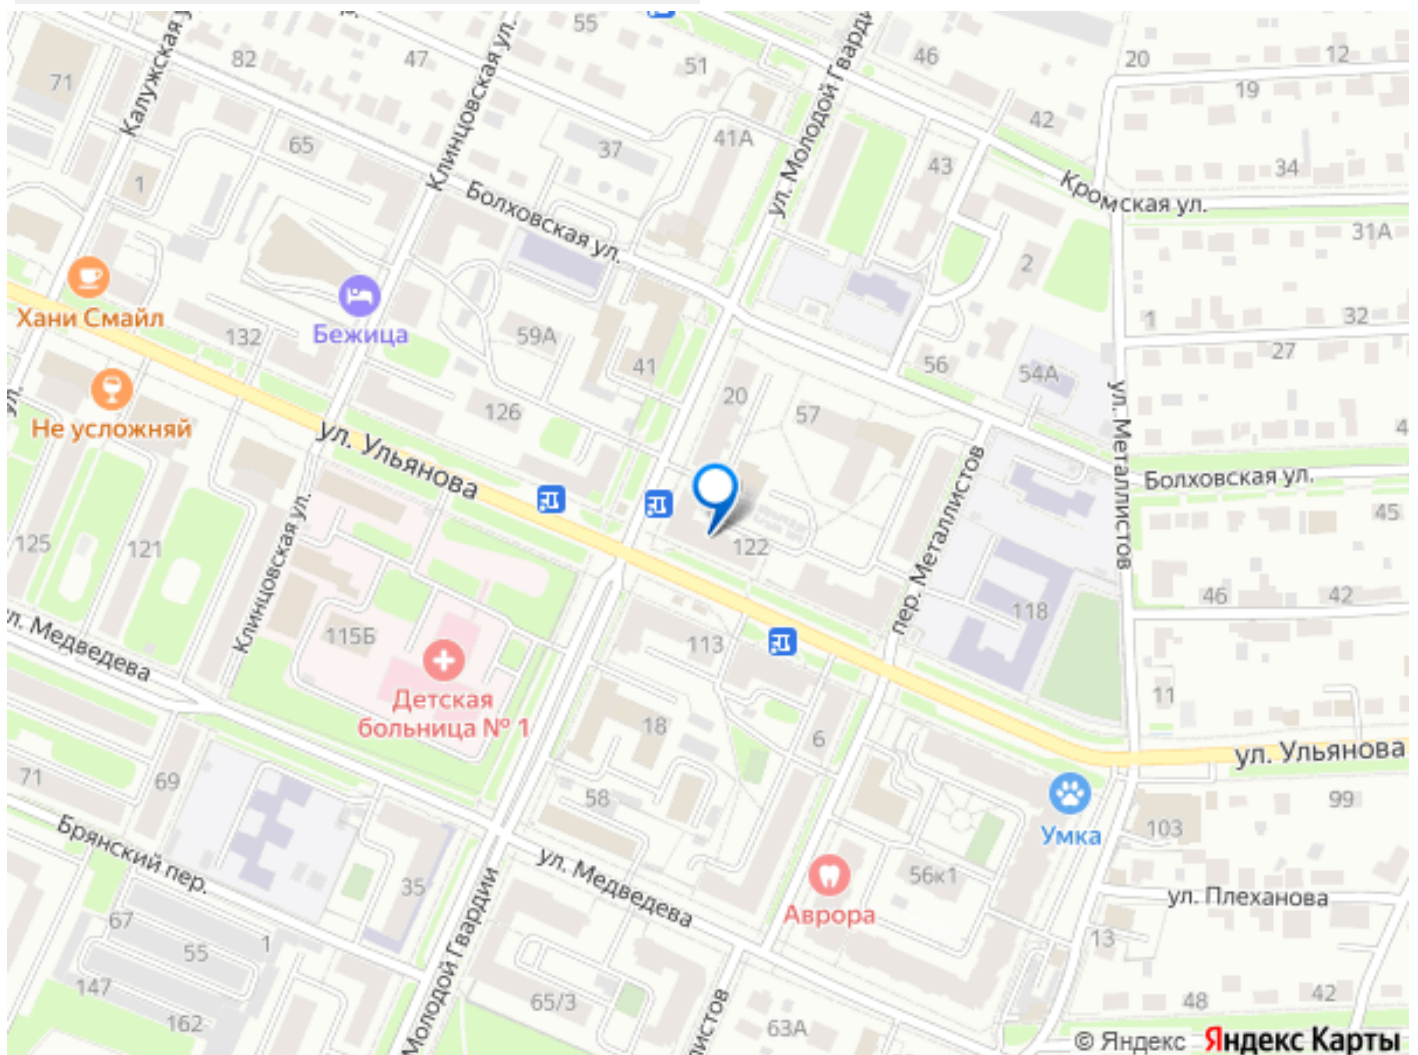 55
Калужская у
82
47
Клинцовская ул.
51
ул. Молодой Гварди
46
20
12
71
19
42
41А
65
37
43
34
1
Болховская ул.
Кромская ул.
31А
2
Хани Смайл
Бежица
132
59А
41
1
32
56
54А
27
ул.
Не усложняй
126
20
57
ул. Металлистов
4
ул. Ульянова
Болховская ул.
пер. Металлистов
45
Клинцовская ул.
125
121
122
46
42
118
115Б
113
ул. Медведева
Детская
больница № 1
11
18
6
ул. Ульянова
71
69
58
99
Умка
103
Брянский пер.
35
ул. Медведева
56к1
Аврора
ул. Плеханова
67
55
1
Молодой Гвардии
13
147
162
65/3
листов
63А
48
42
© Яндекс Яндекс Карты